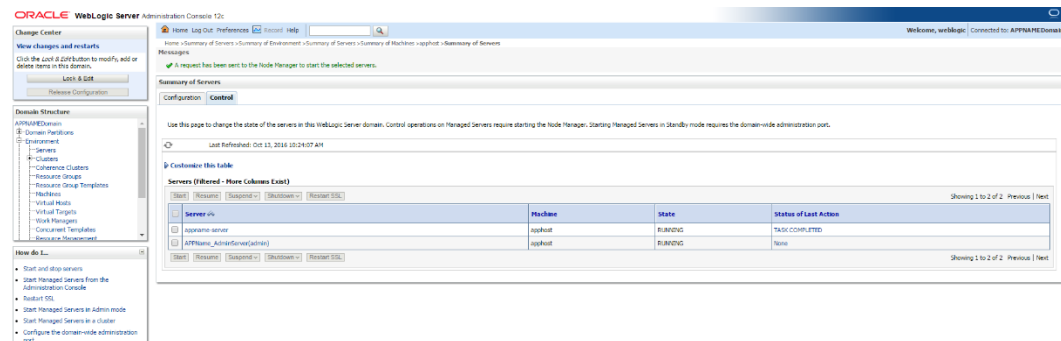 ORACLE WebLogic Server Administration Console 12c
Change Center
View changes and restarts
Click the Lock & Edit button to modify, add or
delete items in this domain.
Lock & Edit
Release Configuration
Domain Structure
APPNAMEDomain
Domain Partitions
Environment
Servers
Clusters
Coherence Clusters
Resource Groups
Resource Group Templates
Machines
Virtual Hosts
Virtual Targets
Work Managers
Concurrent Templates
Resource Management
How do I...
Start and stop servers
Start Managed Servers from the
Administration Console
Restart SSL
Start Managed Servers in Admin mode
Start Managed Servers in a cluster
Configure the domain-wide administration
port
Home Log Out Preferences Record Help
Welcome, weblogic Connected to: APPNAMEDomain
Home >Summary of Servers >Summary of Environment >Summary of Servers >Summary of Machines >apphost >Summary of Servers
Messages
A request has been sent to the Node Manager to start the selected servers.
Summary of Servers
Configuration Control
Use this page to change the state of the servers in this WebLogic Server domain. Control operations on Managed Servers require starting the Node Manager. Starting Managed Servers in Standby mode requires the domain-wide administration port.
Last Refreshed: Oct 13, 2016 10:24:07 AM
Customize this table
Servers (Filtered - More Columns Exist)
Start Resume Suspend Shutdown Restart SSL
Showing 1 to 2 of 2 Previous | Next
Server Machine State Status of Last Action
appname-server apphost RUNNING TASK COMPLETED
APPName_AdminServer(admin) apphost RUNNING None
Start Resume Suspend Shutdown Restart SSL
Showing 1 to 2 of 2 Previous | Next